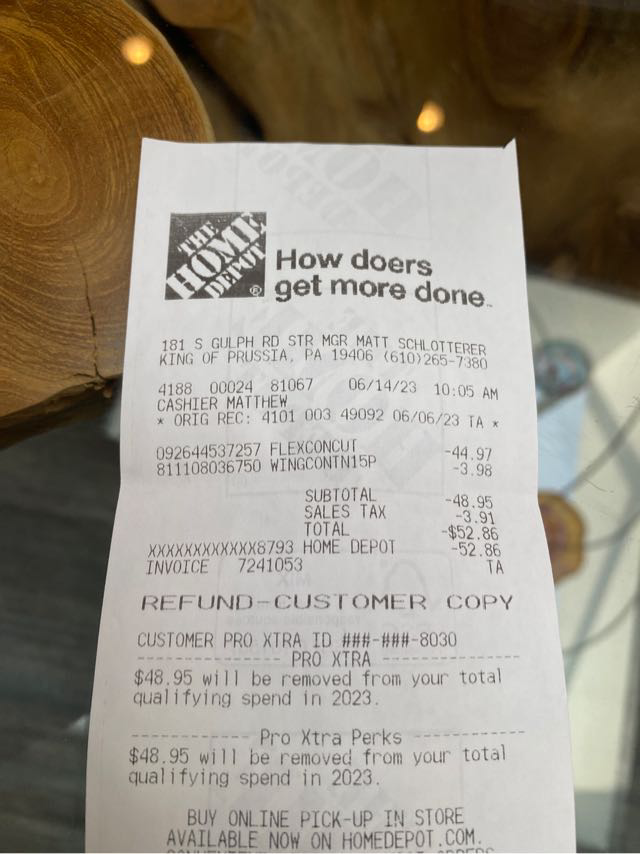 THE
HOME
DEPOT
®
How doers
get more done™
181 S GULPH RD STR MGR MATT SCHLOTTERER
KING OF PRUSSIA, PA 19406 (610)265-7380
4188 00024 81067 06/14/23 10:05 AM
CASHIER MATTHEW
* ORIG REC: 4101 003 49092 06/06/23 TA *
092644537257 FLEXCONCUT -44.97
811108036750 WINGCONTN15P -3.98
SUBTOTAL -48.95
SALES TAX -3.91
TOTAL -$52.86
XXXXXXXXXXXX8793 HOME DEPOT -52.86
INVOICE 7241053 TA
REFUND-CUSTOMER COPY
CUSTOMER PRO XTRA ID ###-###-8030
------------- PRO XTRA -------------
$48.95 will be removed from your total
qualifying spend in 2023.
---------- Pro Xtra Perks ----------
$48.95 will be removed from your total
qualifying spend in 2023.
BUY ONLINE PICK-UP IN STORE
AVAILABLE NOW ON HOMEDEPOT.COM.